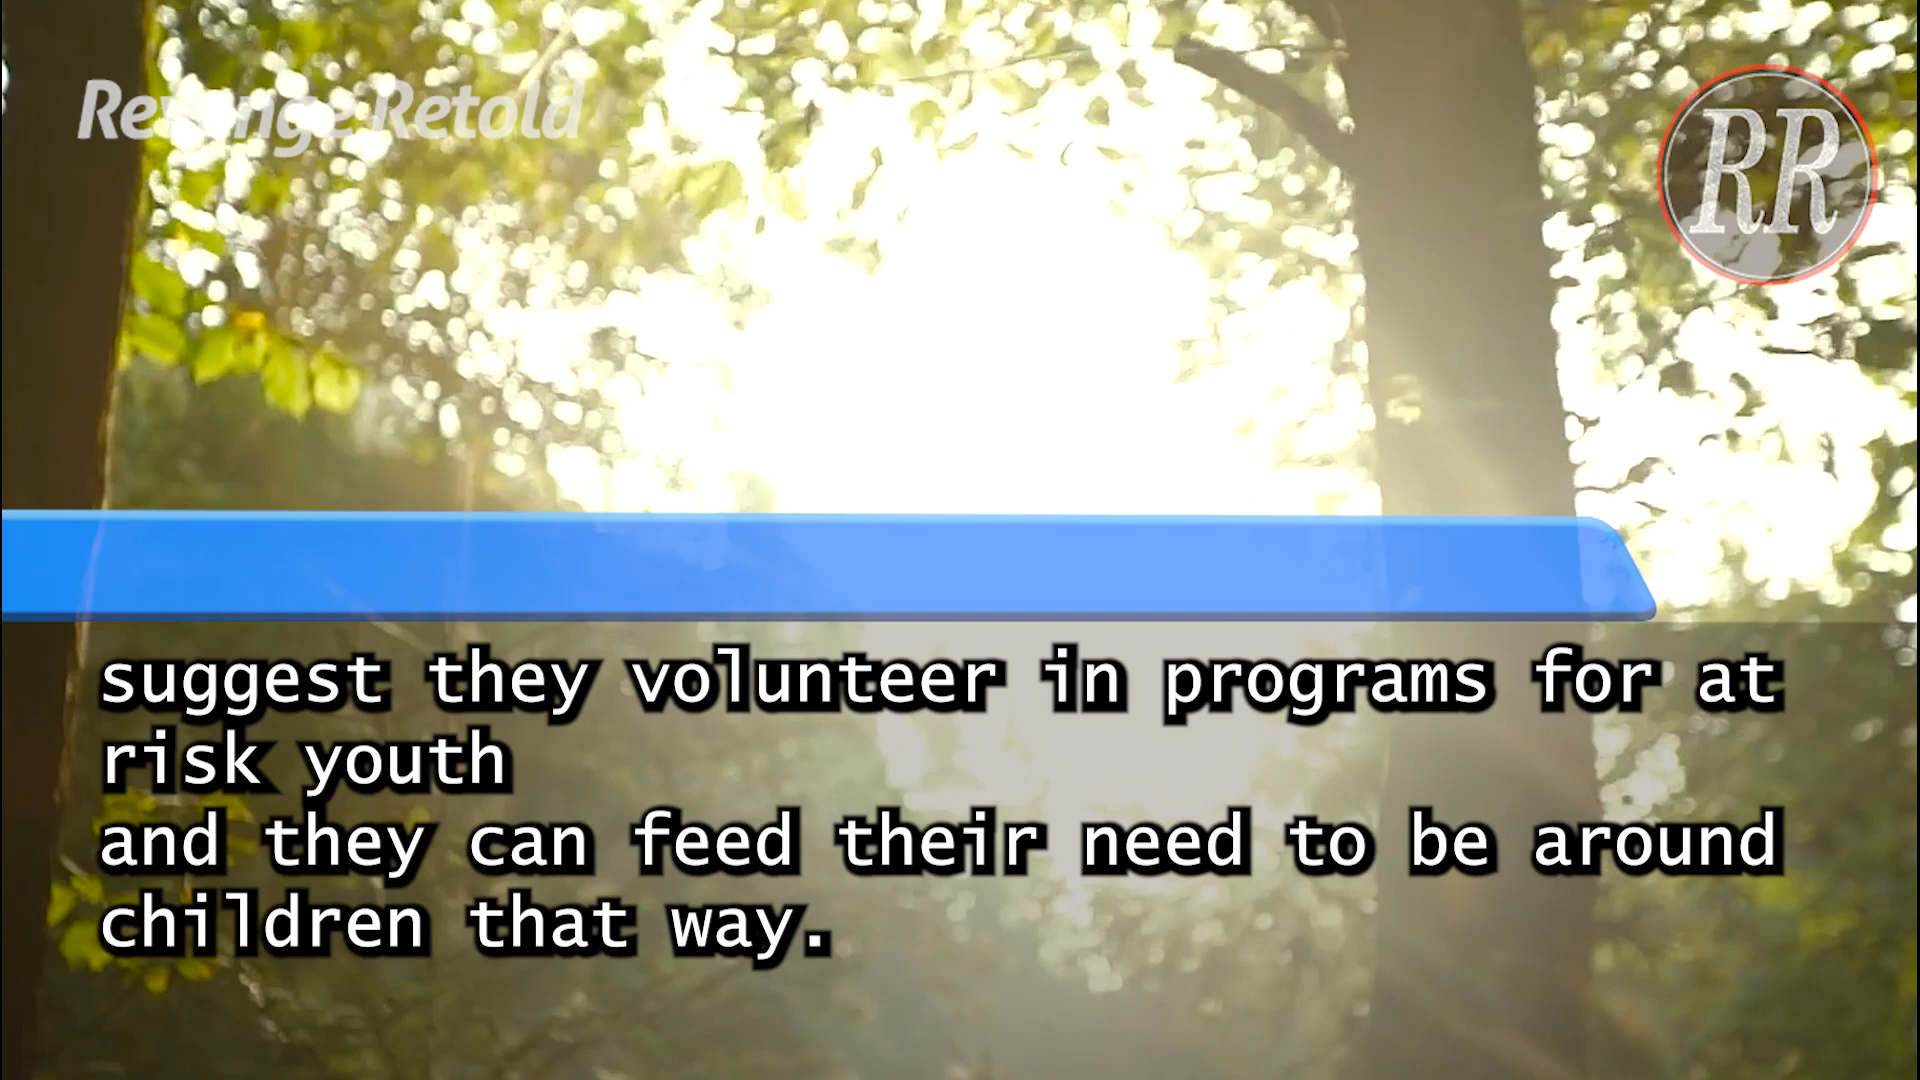 Revenge Retold
RR
suggest they volunteer in programs for at
risk youth
and they can feed their need to be around
children that way.